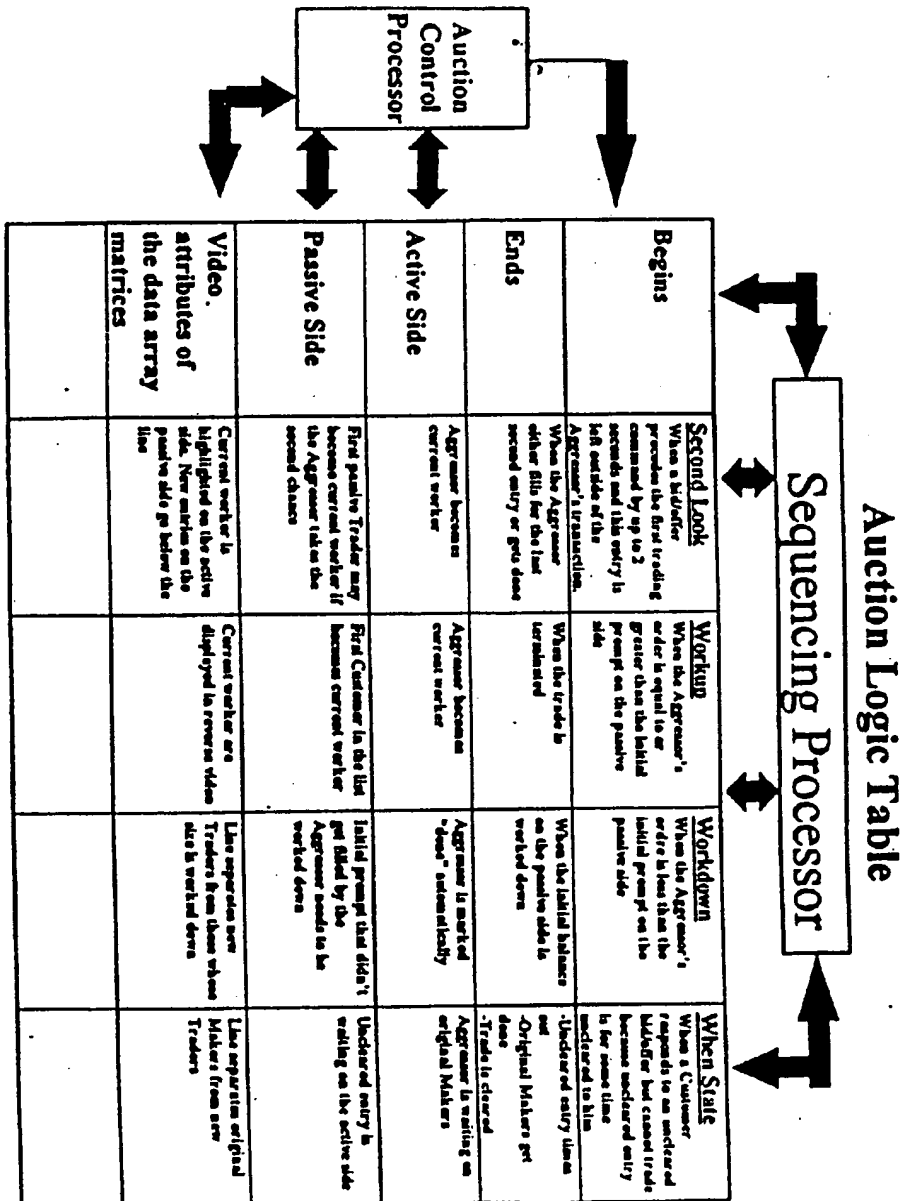 Auction Logic Table
Sequencing Processor
Auction
Control
Processor
Second Look
Workup
Workdown
When State
Begins
When a bid/offer
precedes the first trading
command by up to 2
seconds and this entry is
left outside of the
Aggressor's transaction.
When the Aggressor's
order is equal to or
greater than the initial
prompt on the passive
side
When the Aggressor's
ordre is less than the
initial prompt on the
passive side
When a Customer
responds to an uncleared
bid/offer but cannot trade
because uncleared entry
is for some time
uncleared to him
Ends
When the Aggressor
either fills for the last
second entry or gets done
When the trade is
terminated
When the initial balance
on the passive side is
worked down
-Uncleared entry times
out
-Original Makers get
done
-Trade is cleared
Active Side
Aggressor becomes
current worker
Aggressor becomes
current worker
Aggressor is marked
"done" automatically
Aggressor is waiting on
original Makers
Passive Side
First passive Trader may
become current worker if
the Aggressor takes the
second chance
First Customer in the list
becomes current worker
Initial prompt that didn't
get filled by the
Aggressor needs to be
worked down
Uncleared entry is
waiting on the active side
Video.
attributes of
the data array
matrices
Current worker is
highlighted on the active
side. New entries on the
passive side go below the
line
Current worker are
displayed in reverse video
Line separates new
Traders from those whose
size is worked down
Line separates original
Makers from new
Traders